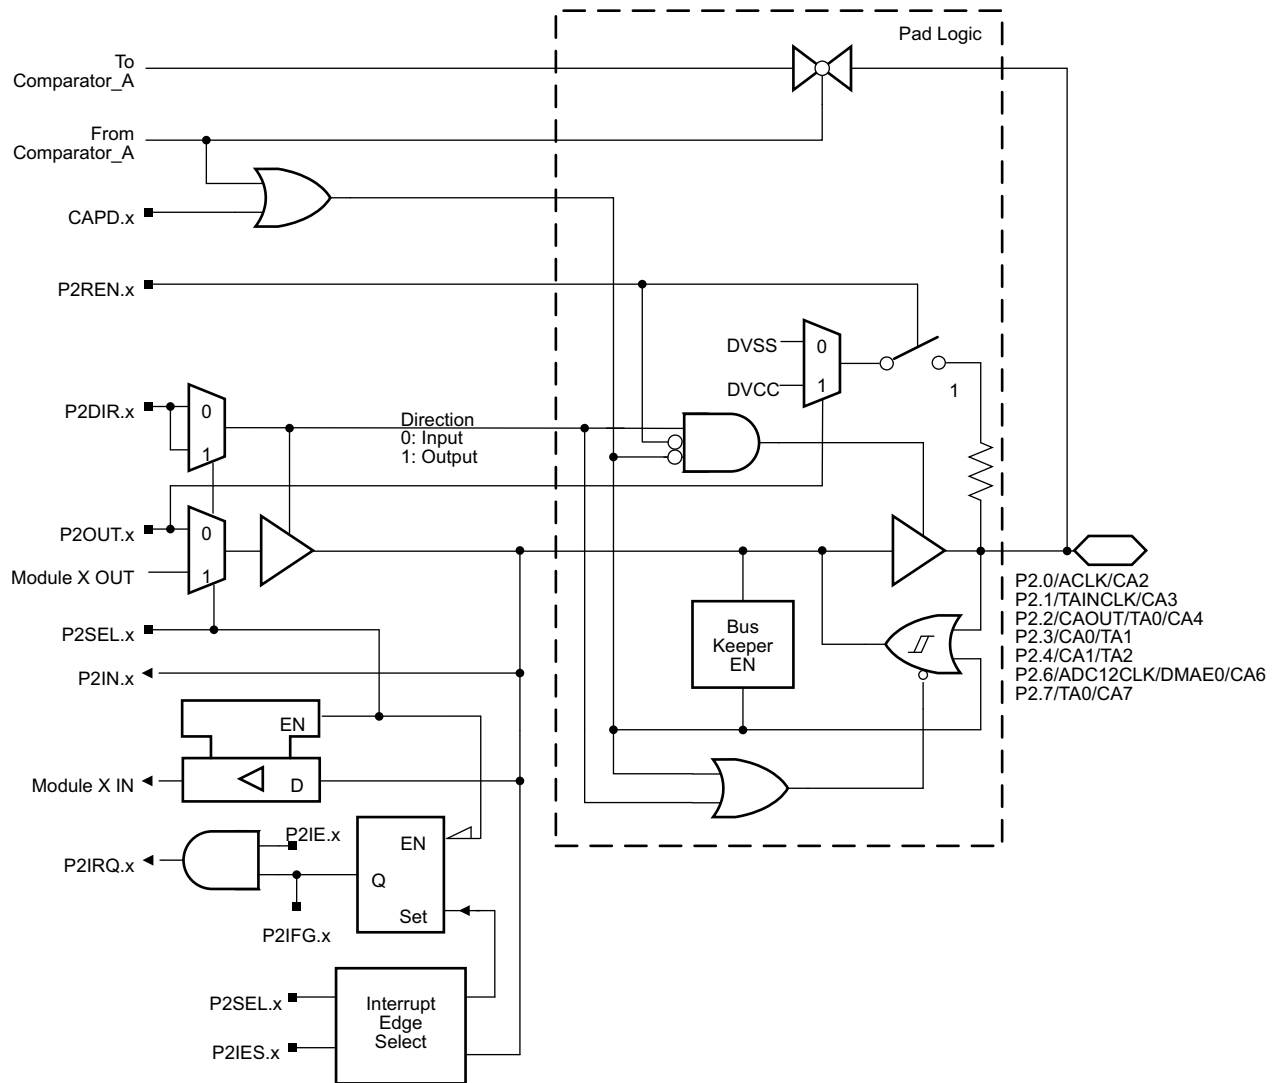 Pad Logic
To
Comparator_A
From
Comparator_A
CAPD.x
P2REN.x
DVSS
0
DVCC
1
1
P2DIR.x
0
1
Direction
0: Input
1: Output
P2OUT.x
0
Module X OUT
1
P2SEL.x
Bus
Keeper
EN
P2.0/ACLK/CA2
P2.1/TAINCLK/CA3
P2.2/CAOUT/TA0/CA4
P2.3/CA0/TA1
P2.4/CA1/TA2
P2.6/ADC12CLK/DMAE0/CA6
P2.7/TA0/CA7
P2IN.x
EN
Module X IN
D
P2IE.x
P2IRQ.x
EN
Q
Set
P2IFG.x
P2SEL.x
Interrupt
Edge
Select
P2IES.x